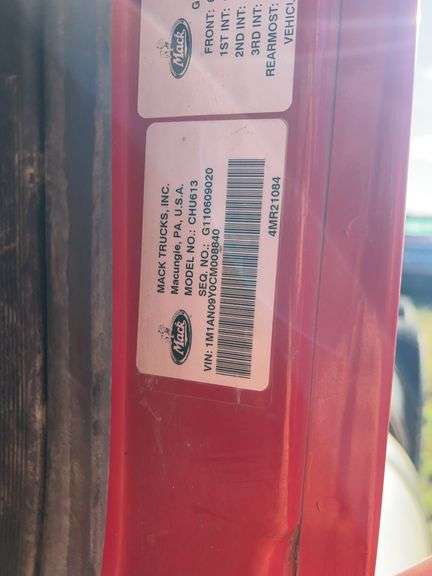 Mack
G
FRONT:
1ST INT:
2ND INT:
3RD INT:
REARMOST:
VEHICL
Mack
MACK TRUCKS, INC.
Macungie, PA, U.S.A.
MODEL NO.: CHU613
SEQ. NO.: G110609020
VIN: 1M1AN09Y0CM008840
4MR21084